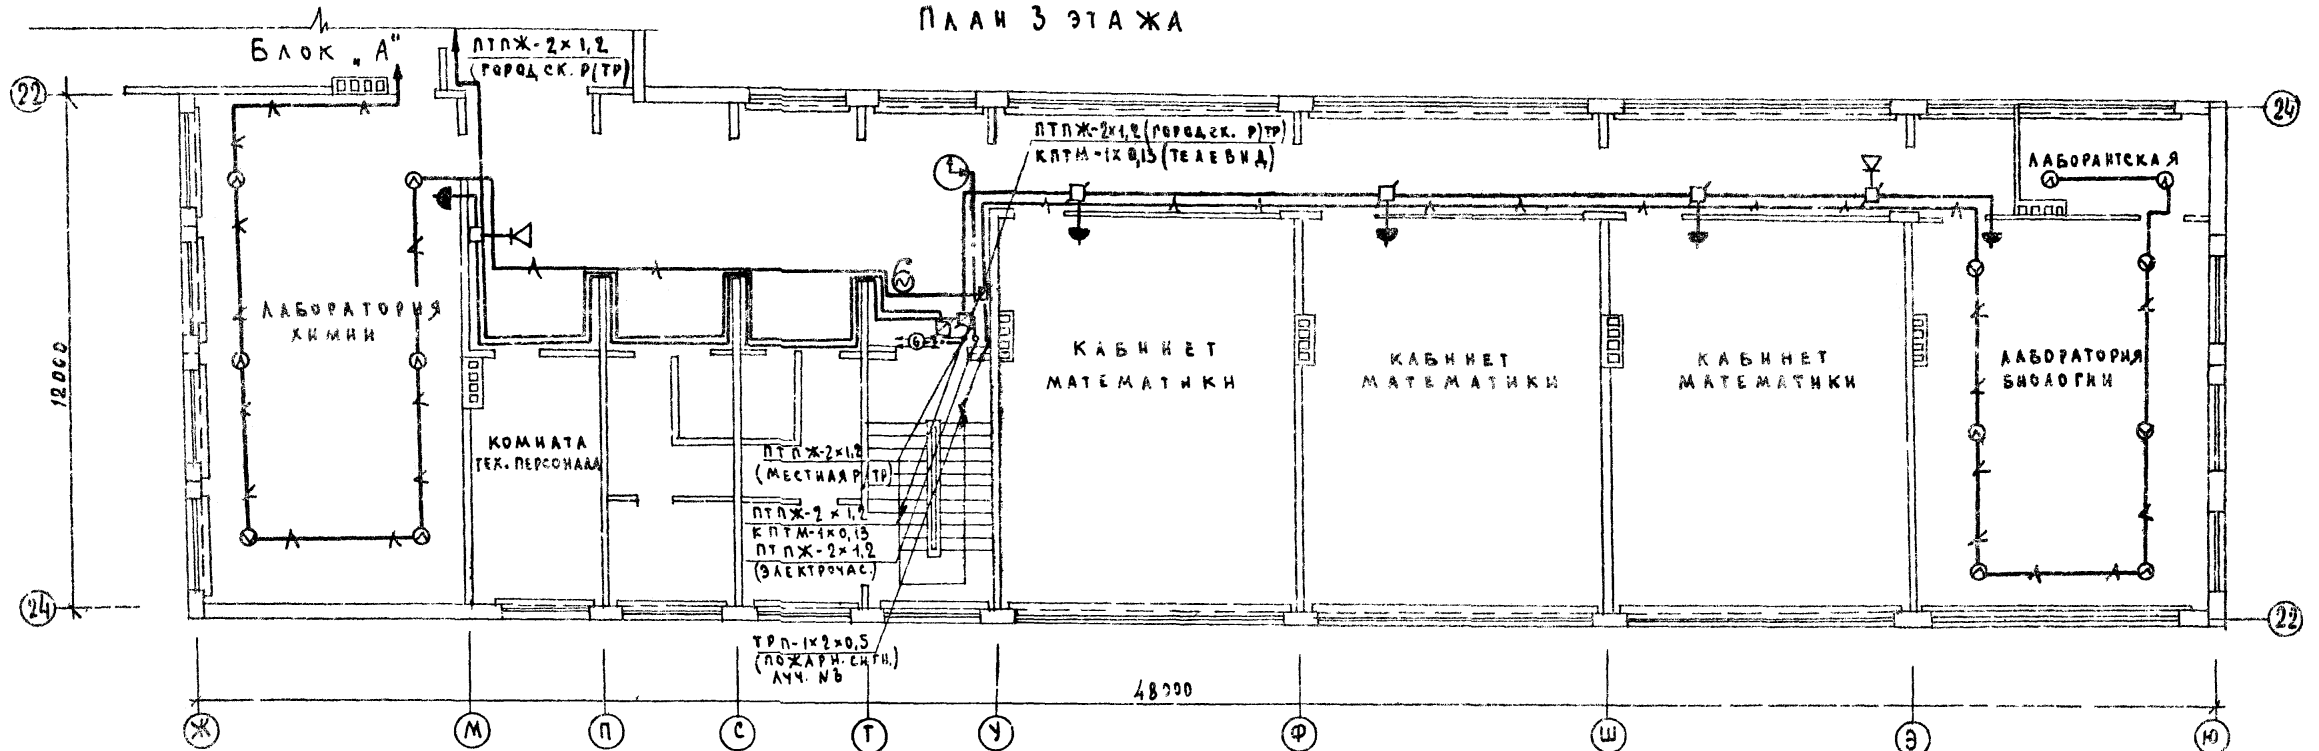 ПЛАН 3 ЭТАЖА
БЛОК „А"
ПТПЖ-2×1,2
(ГОРОДСК. Р/ТР)
22
24
ПТПЖ-2×1,2 (ГОРОДСК. Р/ТР)
КПТМ-1×0,13 (ТЕЛЕВИД)
ЛАБОРАНТСКАЯ
6
ЛАБОРАТОРИЯ
ХИМИИ
КАБИНЕТ
МАТЕМАТИКИ
КАБИНЕТ
МАТЕМАТИКИ
КАБИНЕТ
МАТЕМАТИКИ
ЛАБОРАТОРИЯ
БИОЛОГИИ
12000
КОМНАТА
ТЕХ. ПЕРСОНАЛА
ПТПЖ-2×1,2
(МЕСТНАЯ Р/ТР)
ПТПЖ-2×1,2
КПТМ-1×0,13
ПТПЖ-2×1,2
(ЭЛЕКТРОЧАС.)
24
22
ТРП-1×2×0,5
(ПОЖАРН. СИГН.)
ЛУЧ.
48000
Ж М П С Т У Ф Ш Э Ю